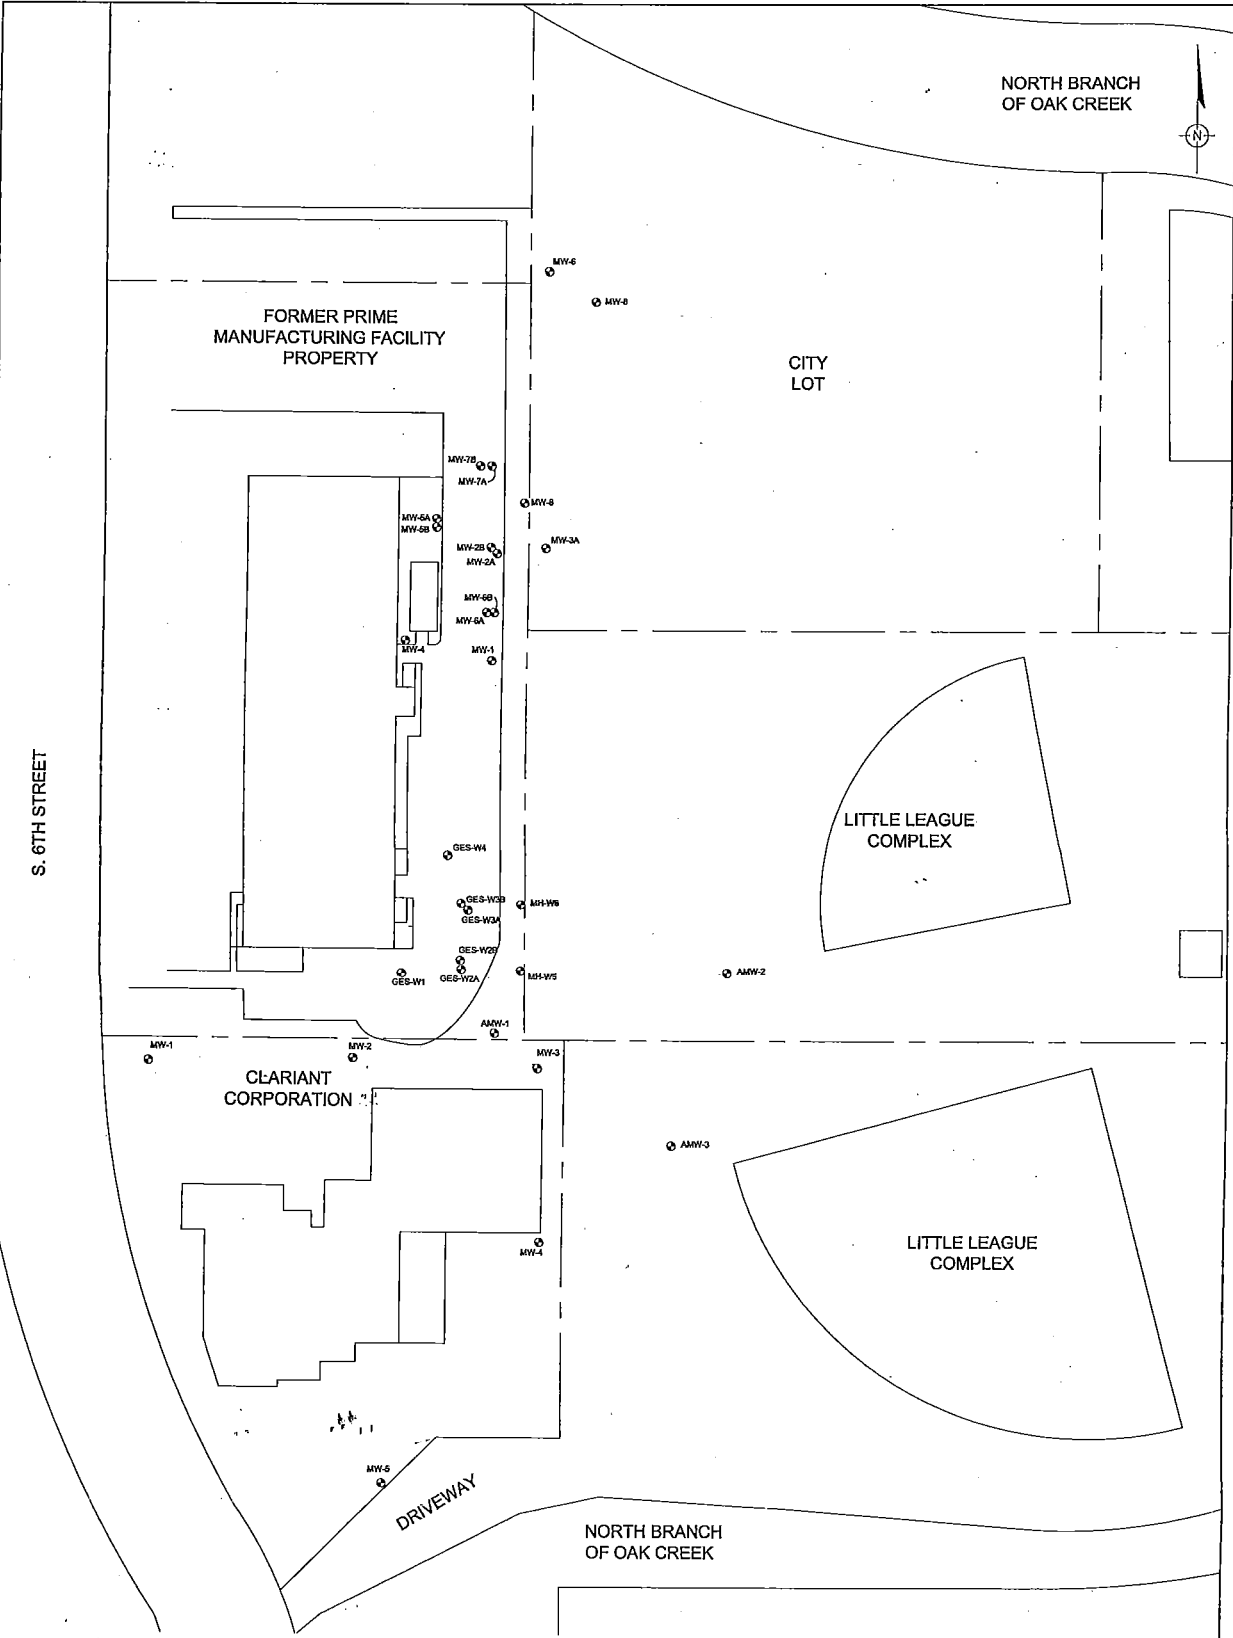 NORTH BRANCH
OF OAK CREEK
N
MW-6
MW-8
FORMER PRIME
MANUFACTURING FACILITY
PROPERTY
CITY
LOT
MW-7B
MW-7A
MW-8
MW-5A
MW-5B
MW-2B
MW-2A
MW-3A
MW-6B
MW-6A
MW-4
MW-1
S. 6TH STREET
LITTLE LEAGUE
COMPLEX
GES-W4
GES-W3B
GES-W3A
MH-W6
GES-W2B
GES-W2A
GES-W1
MH-W5
AMW-2
AMW-1
MW-1
MW-2
MW-3
CLARIANT
CORPORATION
AMW-3
MW-4
LITTLE LEAGUE
COMPLEX
MW-5
DRIVEWAY
NORTH BRANCH
OF OAK CREEK